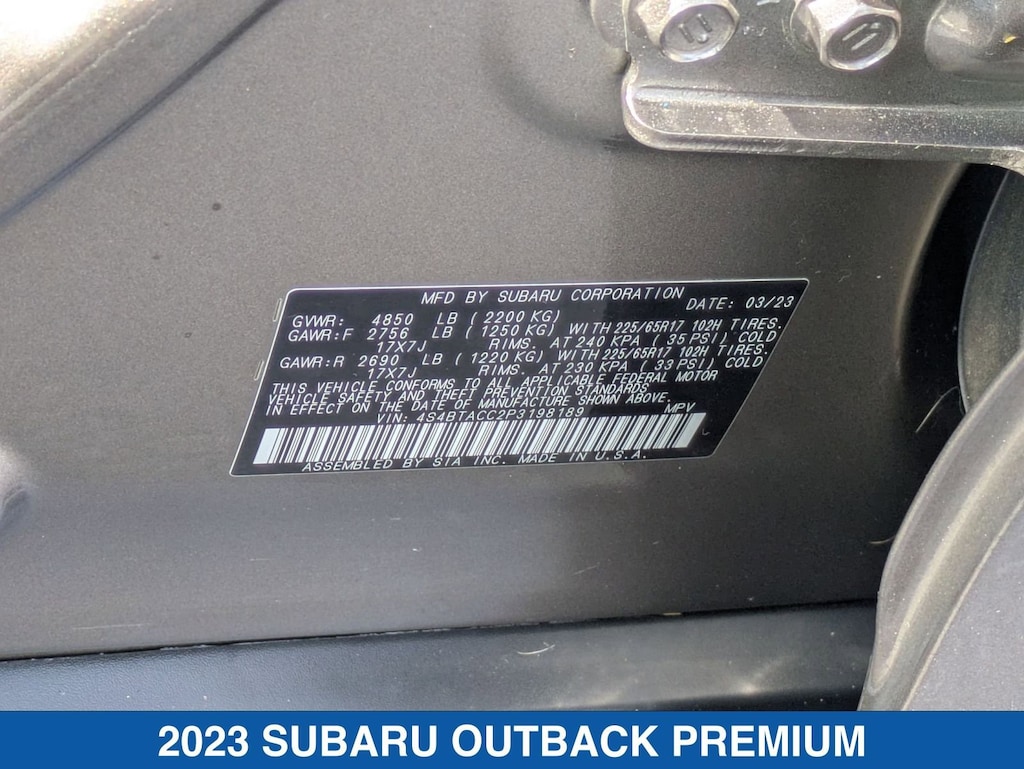 MFD BY SUBARU CORPORATION DATE: 03/23
GVWR: 4850 LB (2200 KG)
GAWR:F 2756 LB (1250 KG) WITH 225/65R17 102H TIRES.
17X7J RIMS. AT 240 KPA (35 PSI) COLD
GAWR:R 2690 LB (1220 KG) WITH 225/65R17 102H TIRES.
17X7J RIMS. AT 230 KPA (33 PSI) COLD
THIS VEHICLE CONFORMS TO ALL APPLICABLE FEDERAL MOTOR
VEHICLE SAFETY AND THEFT PREVENTION STANDARDS
IN EFFECT ON THE DATE OF MANUFACTURE SHOWN ABOVE.
VIN: 4S4BTACC2P3198189 MPV
ASSEMBLED BY SIA INC. MADE IN U.S.A.
2023 SUBARU OUTBACK PREMIUM